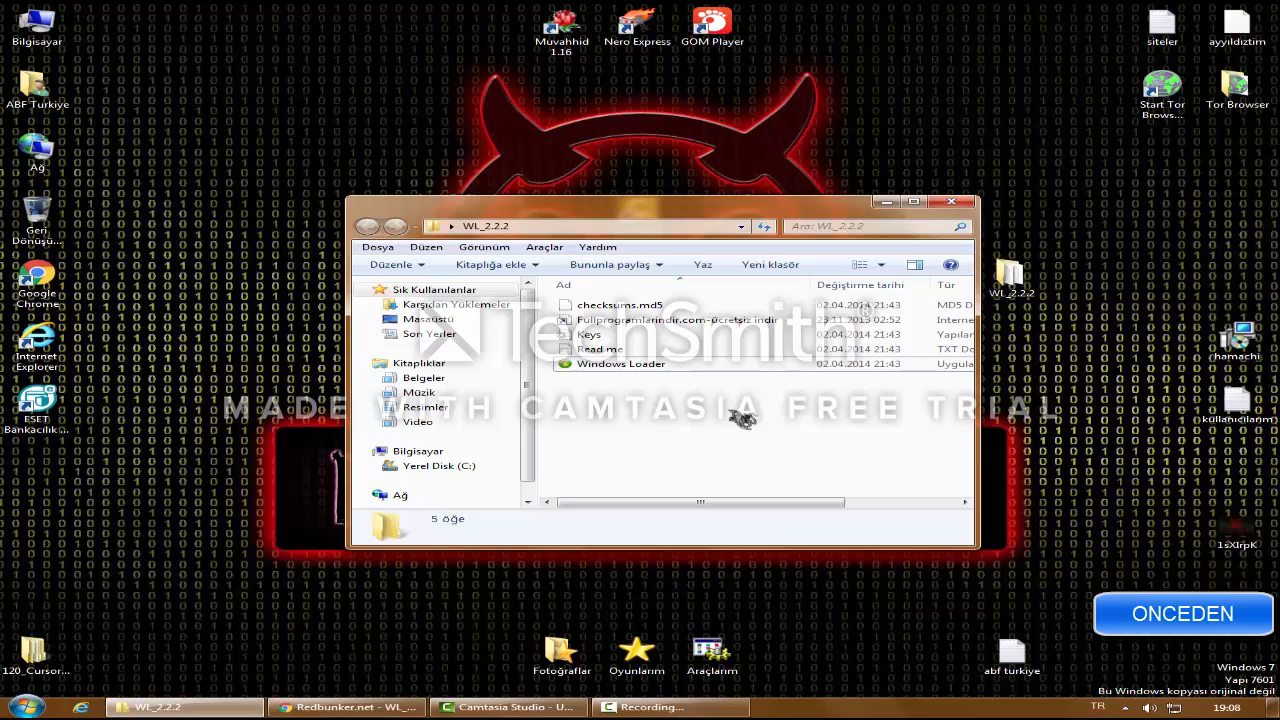 Bilgisayar
Muvahhid
1.16
Nero Express
GOM Player
siteler
ayyıldıztim
ABF Turkiye
Start Tor
Brows...
Tor Browser
Ağ
Geri
Dönüşü...
Google
Chrome
Internet
Explorer
ESET
Bankacılık...
WL_2.2.2
Ara: WL_2.2.2
Dosya Düzen Görünüm Araçlar Yardım
Düzenle Kitaplığa ekle Bununla paylaş Yaz Yeni klasör
Sık Kullanılanlar
Karşıdan Yüklemeler
Masaüstü
Son Yerler
Kitaplıklar
Belgeler
Müzik
Resimler
Video
Bilgisayar
Yerel Disk (C:)
Ağ
Ad Değiştirme tarihi Tür
checksums.md5 02.04.2014 21:43 MD5 D
Fullprogramlarindir.com-ücretsiz indir 23.11.2013 02:52 Interne
Keys 02.04.2014 21:43 Yapılan
Read me 02.04.2014 21:43 TXT Do
Windows Loader 02.04.2014 21:43 Uygula
5 öğe
TechSmith
MADE WITH CAMTASIA FREE TRIAL
WL_2.2.2
hamachi
kullanıcılarım
1sXIrpK
ONCEDEN
120_Cursor...
Fotoğraflar
Oyunlarım
Araçlarım
abf turkiye
Windows 7
Yapı 7601
Bu Windows kopyası orijinal değil
WL_2.2.2
Redbunker.net - WL_...
Camtasia Studio - U...
Recording...
TR
19:08